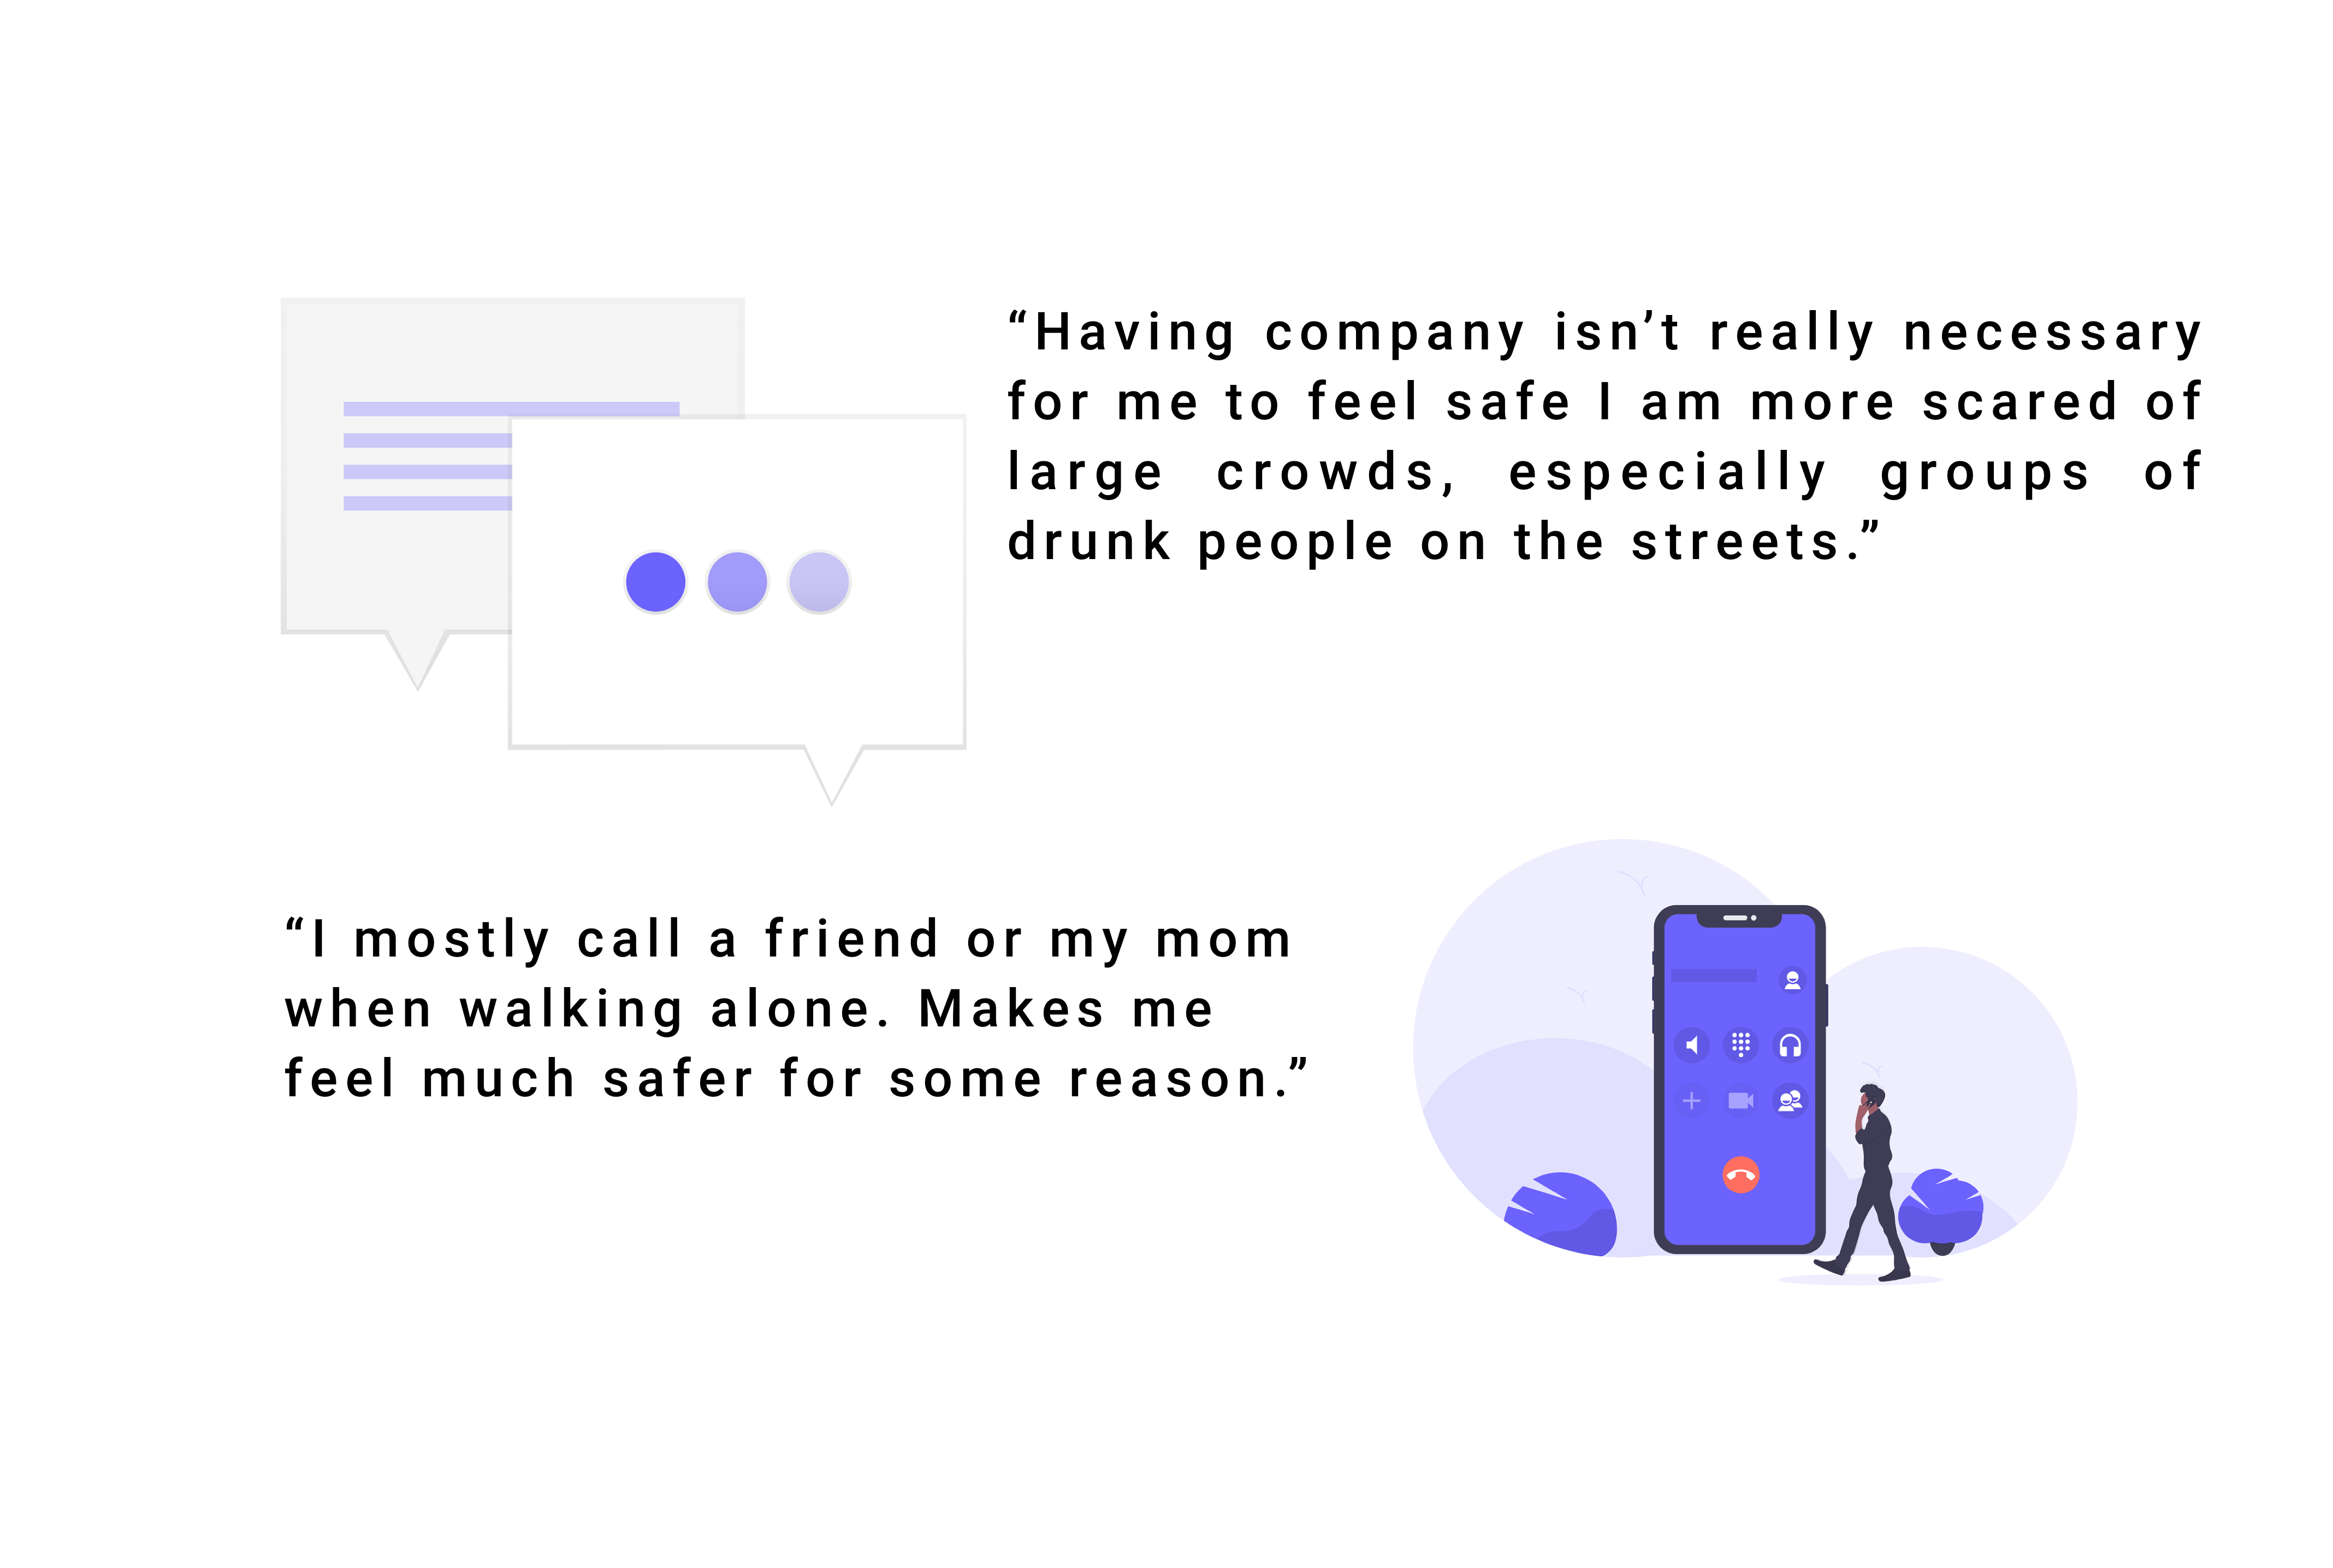 “Having company isn’t really necessary
for me to feel safe I am more scared of
large crowds, especially groups of
drunk people on the streets.”
“I mostly call a friend or my mom
when walking alone. Makes me
feel much safer for some reason.”